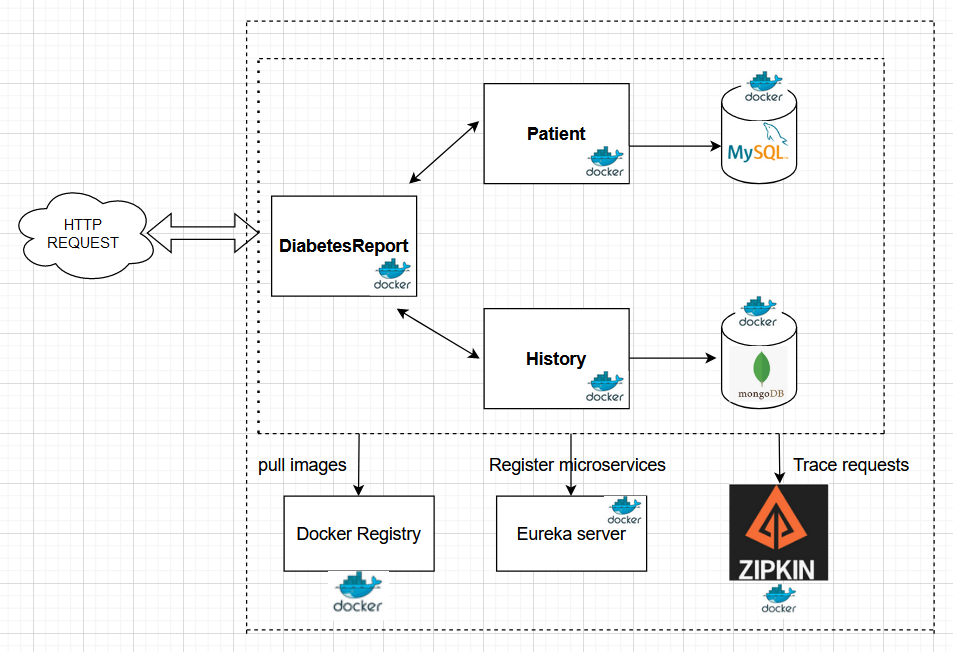 docker
Patient
docker
MySQL
HTTP
REQUEST
DiabetesReport
docker
docker
History
docker
mongoDB
pull images
Register microservices
Trace requests
Docker Registry
docker
Eureka server
docker
ZIPKIN
docker